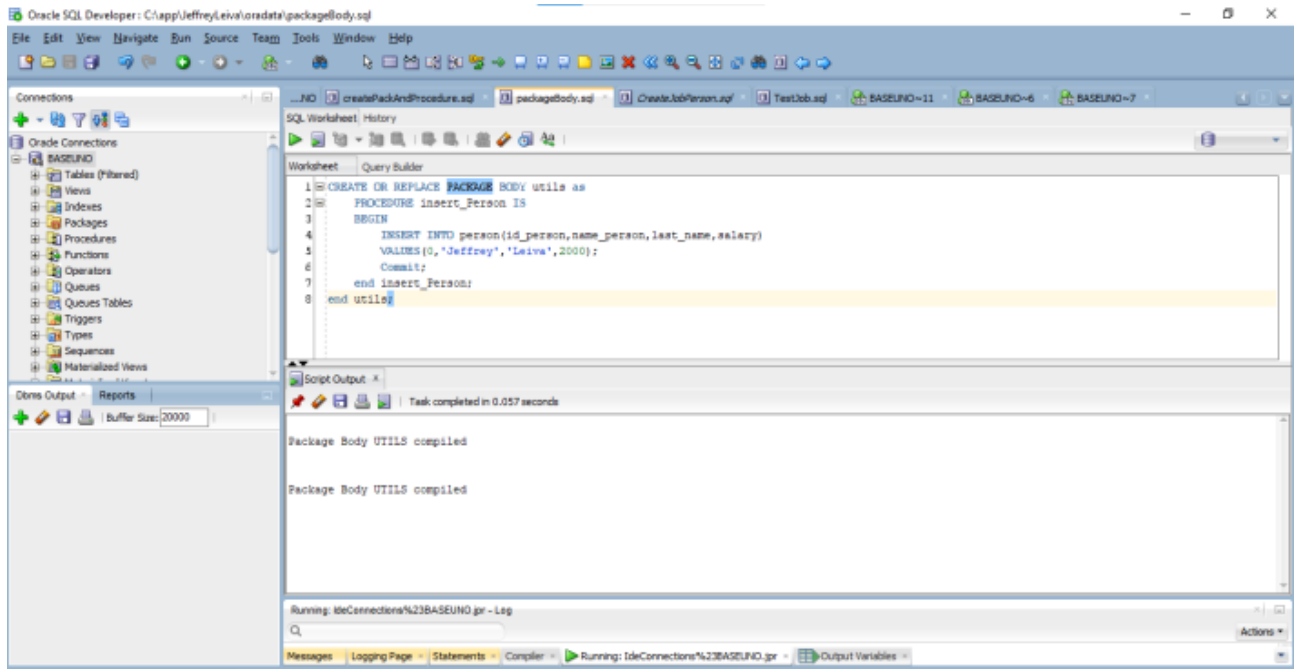 Oracle SQL Developer : C:\app\JeffreyLeiva\oradata\packageBody.sql
File Edit View Navigate Run Source Team Tools Window Help
Connections
Oracle Connections
BASEUNO
Tables (Filtered)
Views
Indexes
Packages
Procedures
Functions
Operators
Queues
Queues Tables
Triggers
Types
Sequences
Materialized Views
Dbms Output
Reports
Buffer Size: 20000
...NO createPackAndProcedure.sql packageBody.sql CreateJobPerson.sql TestJob.sql BASEUNO~11 BASEUNO~6 BASEUNO~7
SQL Worksheet History
Worksheet Query Builder
1 CREATE OR REPLACE PACKAGE BODY utils as
2 PROCEDURE insert_Person IS
3 BEGIN
4 INSERT INTO person(id_person,name_person,last_name,salary)
5 VALUES(0,'Jeffrey','Leiva',2000);
6 Commit;
7 end insert_Person;
8 end utils;
Script Output
Task completed in 0.057 seconds
Package Body UTILS compiled
Package Body UTILS compiled
Running: IdeConnections%23BASEUNO.jpr - Log
Actions
Messages Logging Page Statements Compiler Running: IdeConnections%23BASEUNO.jpr Output Variables